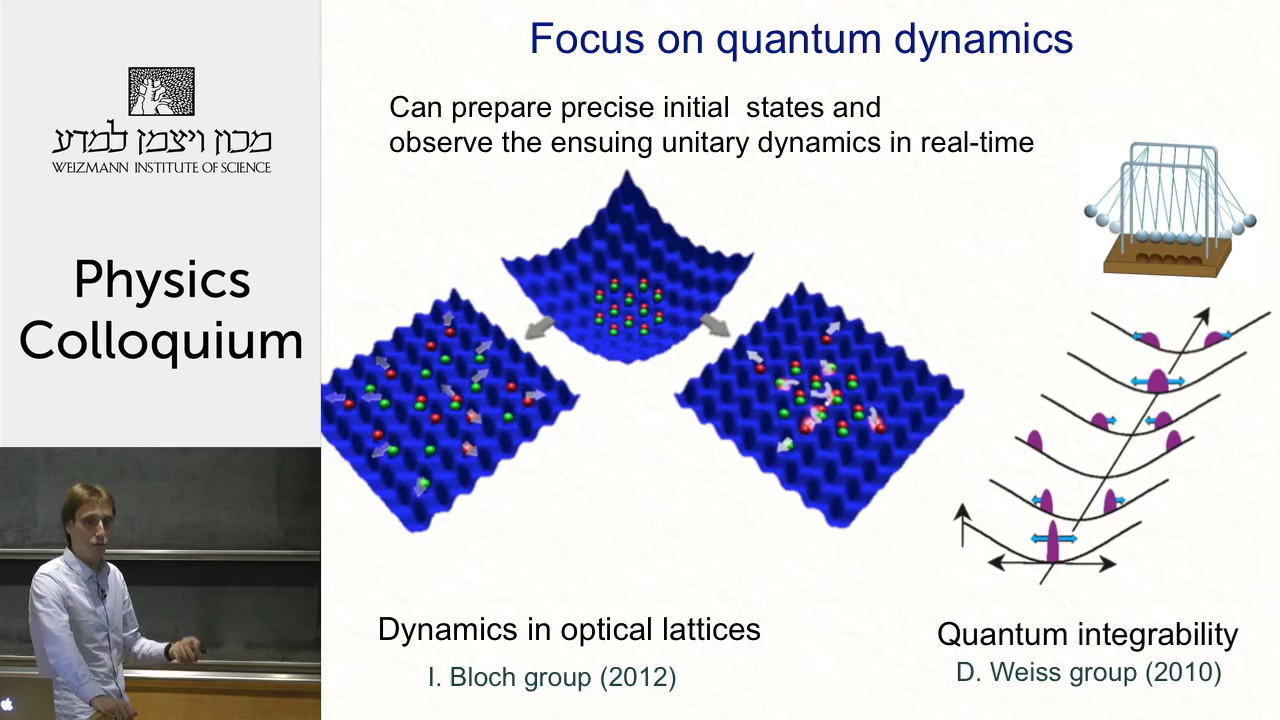 מכון ויצמן למדע
WEIZMANN INSTITUTE OF SCIENCE
Physics
Colloquium
Focus on quantum dynamics
Can prepare precise initial states and
observe the ensuing unitary dynamics in real-time
Dynamics in optical lattices
I. Bloch group (2012)
Quantum integrability
D. Weiss group (2010)